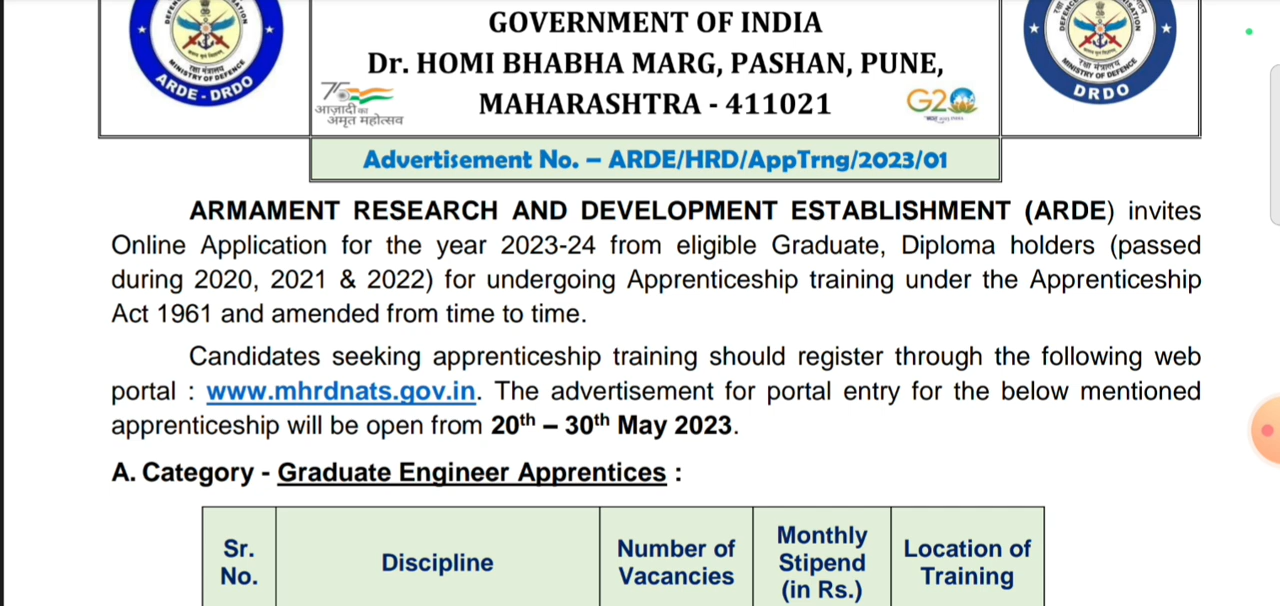 GOVERNMENT OF INDIA
Dr. HOMI BHABHA MARG, PASHAN, PUNE,
MAHARASHTRA - 411021
MINISTRY OF DEFENCE
ARDE - DRDO
आज़ादी का
अमृत महोत्सव
G20
MINISTRY OF DEFENCE
DRDO
Advertisement No. – ARDE/HRD/AppTrng/2023/01
ARMAMENT RESEARCH AND DEVELOPMENT ESTABLISHMENT (ARDE) invites
Online Application for the year 2023-24 from eligible Graduate, Diploma holders (passed
during 2020, 2021 & 2022) for undergoing Apprenticeship training under the Apprenticeship
Act 1961 and amended from time to time.
Candidates seeking apprenticeship training should register through the following web
portal : www.mhrdnats.gov.in. The advertisement for portal entry for the below mentioned
apprenticeship will be open from 20th – 30th May 2023.
A. Category - Graduate Engineer Apprentices :
Sr.
No.
Discipline
Number of
Vacancies
Monthly
Stipend
(in Rs.)
Location of
Training